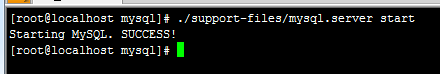 [root@localhost mysql]# ./support-files/mysql.server start
Starting MySQL. SUCCESS!
[root@localhost mysql]#